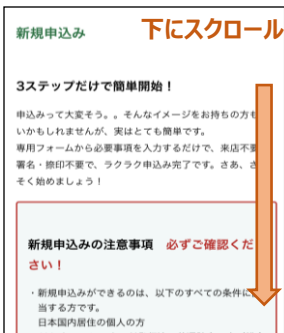 新規申込み
下にスクロール
3ステップだけで簡単開始！
申込みって大変そう。。そんなイメージをお持ちの方も
いかもしれませんが、実はとても簡単です。
専用フォームから必要事項を入力するだけで、来店不要
署名・捺印不要で、ラクラク申込み完了です。さあ、さ
そく始めましょう！
新規申込みの注意事項 必ずご確認くだ
さい！
・新規申込みができるのは、以下のすべての条件に
当する方です。
日本国内居住の個人の方